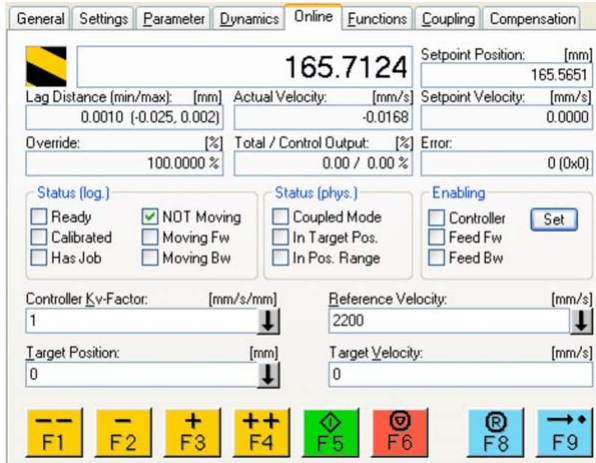 General Settings Parameter Dynamics Online Functions Coupling Compensation
165.7124
Setpoint Position: [mm]
165.5651
Lag Distance (min/max): [mm] Actual Velocity: [mm/s] Setpoint Velocity: [mm/s]
0.0010 (-0.025, 0.002) -0.0168 0.0000
Override: [%] Total / Control Output: [%] Error:
100.0000 % 0.00 / 0.00 % 0 (0x0)
Status (log.) Status (phys.) Enabling
Ready NOT Moving Coupled Mode Controller Set
Calibrated Moving Fw In Target Pos. Feed Fw
Has Job Moving Bw In Pos. Range Feed Bw
Controller Kv-Factor: [mm/s/mm] Reference Velocity: [mm/s]
1 2200
Target Position: [mm] Target Velocity: [mm/s]
0 0
-- - + ++ R
F1 F2 F3 F4 F5 F6 F8 F9